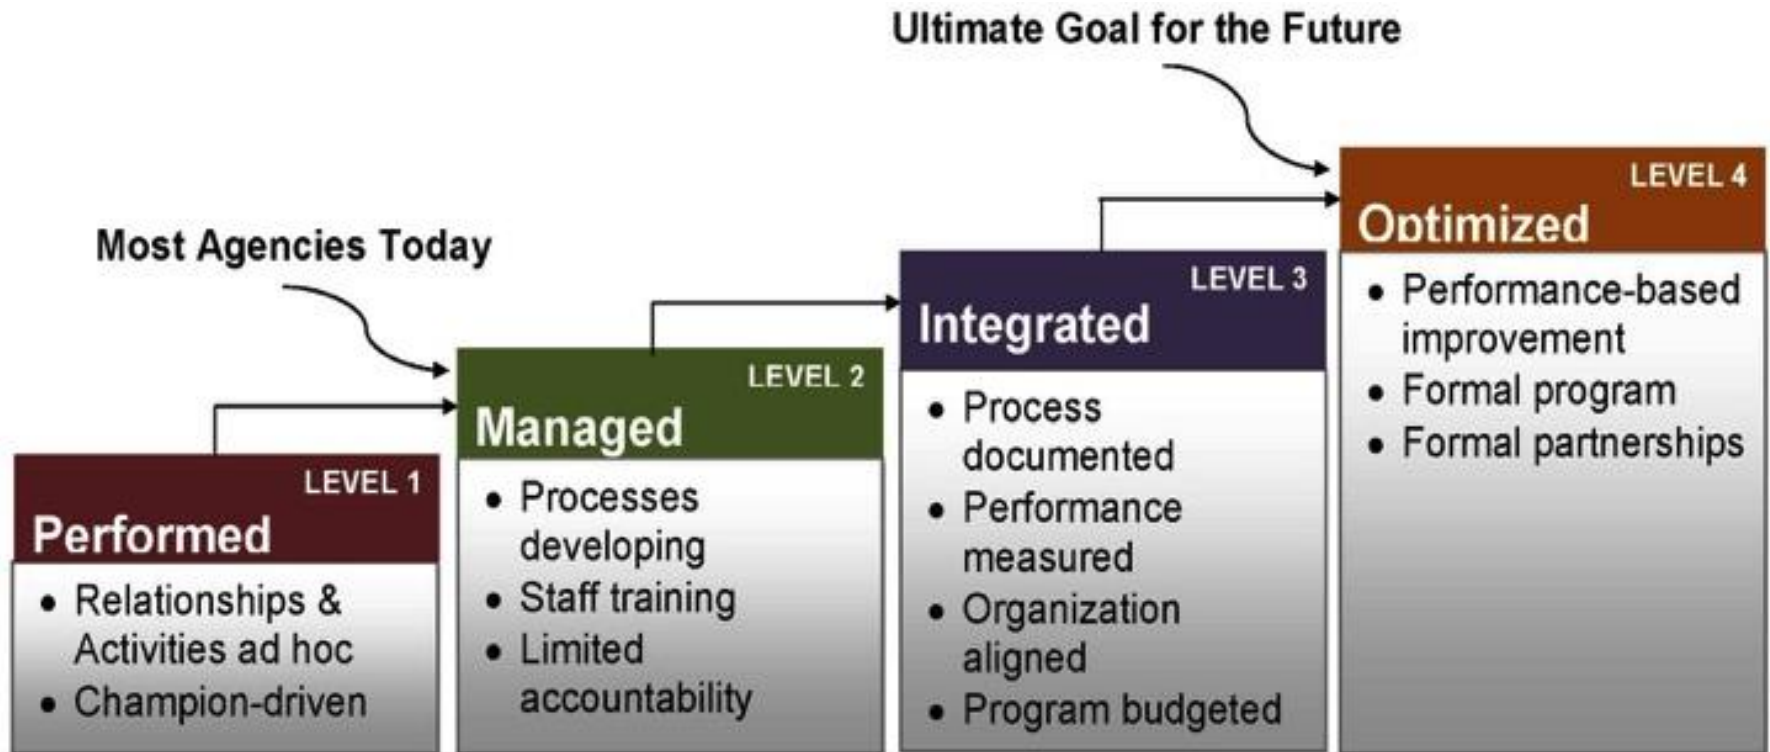 Ultimate Goal for the Future
Most Agencies Today
LEVEL 1
Performed
• Relationships &
Activities ad hoc
• Champion-driven
LEVEL 2
Managed
• Processes
developing
• Staff training
• Limited
accountability
LEVEL 3
Integrated
• Process
documented
• Performance
measured
• Organization
aligned
• Program budgeted
LEVEL 4
Optimized
• Performance-based
improvement
• Formal program
• Formal partnerships